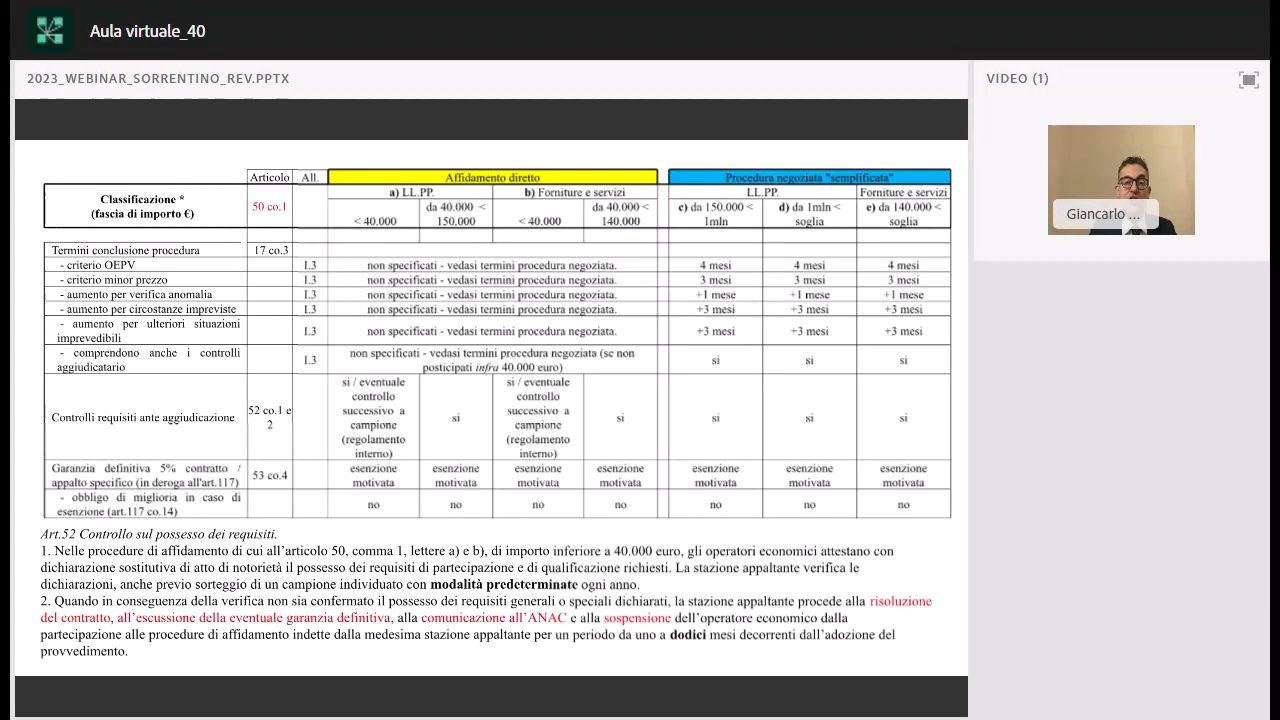 Aula virtuale_40
2023_WEBINAR_SORRENTINO_REV.PPTX
VIDEO (1)
Giancarlo ...
Articolo All. Affidamento diretto Procedura negoziata "semplificata"
Classificazione *
(fascia di importo €)
50 co.1
a) LL.PP. b) Forniture e servizi LL.PP. Forniture e servizi
< 40.000 da 40.000 < 150.000 < 40.000 da 40.000 < 140.000 c) da 150.000 < 1mln d) da 1mln < soglia e) da 140.000 < soglia
Termini conclusione procedura 17 co.3
- criterio OEPV I.3 non specificati - vedasi termini procedura negoziata. 4 mesi 4 mesi 4 mesi
- criterio minor prezzo I.3 non specificati - vedasi termini procedura negoziata. 3 mesi 3 mesi 3 mesi
- aumento per verifica anomalia I.3 non specificati - vedasi termini procedura negoziata. +1 mese +1 mese +1 mese
- aumento per circostanze impreviste I.3 non specificati - vedasi termini procedura negoziata. +3 mesi +3 mesi +3 mesi
- aumento per ulteriori situazioni
imprevedibili
I.3 non specificati - vedasi termini procedura negoziata. +3 mesi +3 mesi +3 mesi
- comprendono anche i controlli
aggiudicatario
I.3 non specificati - vedasi termini procedura negoziata (se non
posticipati infra 40.000 euro)
si si si
Controlli requisiti ante aggiudicazione 52 co.1 e 2
si / eventuale
controllo
successivo a
campione
(regolamento
interno)
si
si / eventuale
controllo
successivo a
campione
(regolamento
interno)
si si si si
Garanzia definitiva 5% contratto /
appalto specifico (in deroga all'art.117)
53 co.4
esenzione motivata esenzione motivata esenzione motivata esenzione motivata esenzione motivata esenzione motivata esenzione motivata
- obbligo di miglioria in caso di
esenzione (art.117 co.14)
no no no no no no no
Art.52 Controllo sul possesso dei requisiti.
1. Nelle procedure di affidamento di cui all'articolo 50, comma 1, lettere a) e b), di importo inferiore a 40.000 euro, gli operatori economici attestano con
dichiarazione sostitutiva di atto di notorietà il possesso dei requisiti di partecipazione e di qualificazione richiesti. La stazione appaltante verifica le
dichiarazioni, anche previo sorteggio di un campione individuato con modalità predeterminate ogni anno.
2. Quando in conseguenza della verifica non sia confermato il possesso dei requisiti generali o speciali dichiarati, la stazione appaltante procede alla risoluzione
del contratto, all'escussione della eventuale garanzia definitiva, alla comunicazione all'ANAC e alla sospensione dell'operatore economico dalla
partecipazione alle procedure di affidamento indette dalla medesima stazione appaltante per un periodo da uno a dodici mesi decorrenti dall'adozione del
provvedimento.